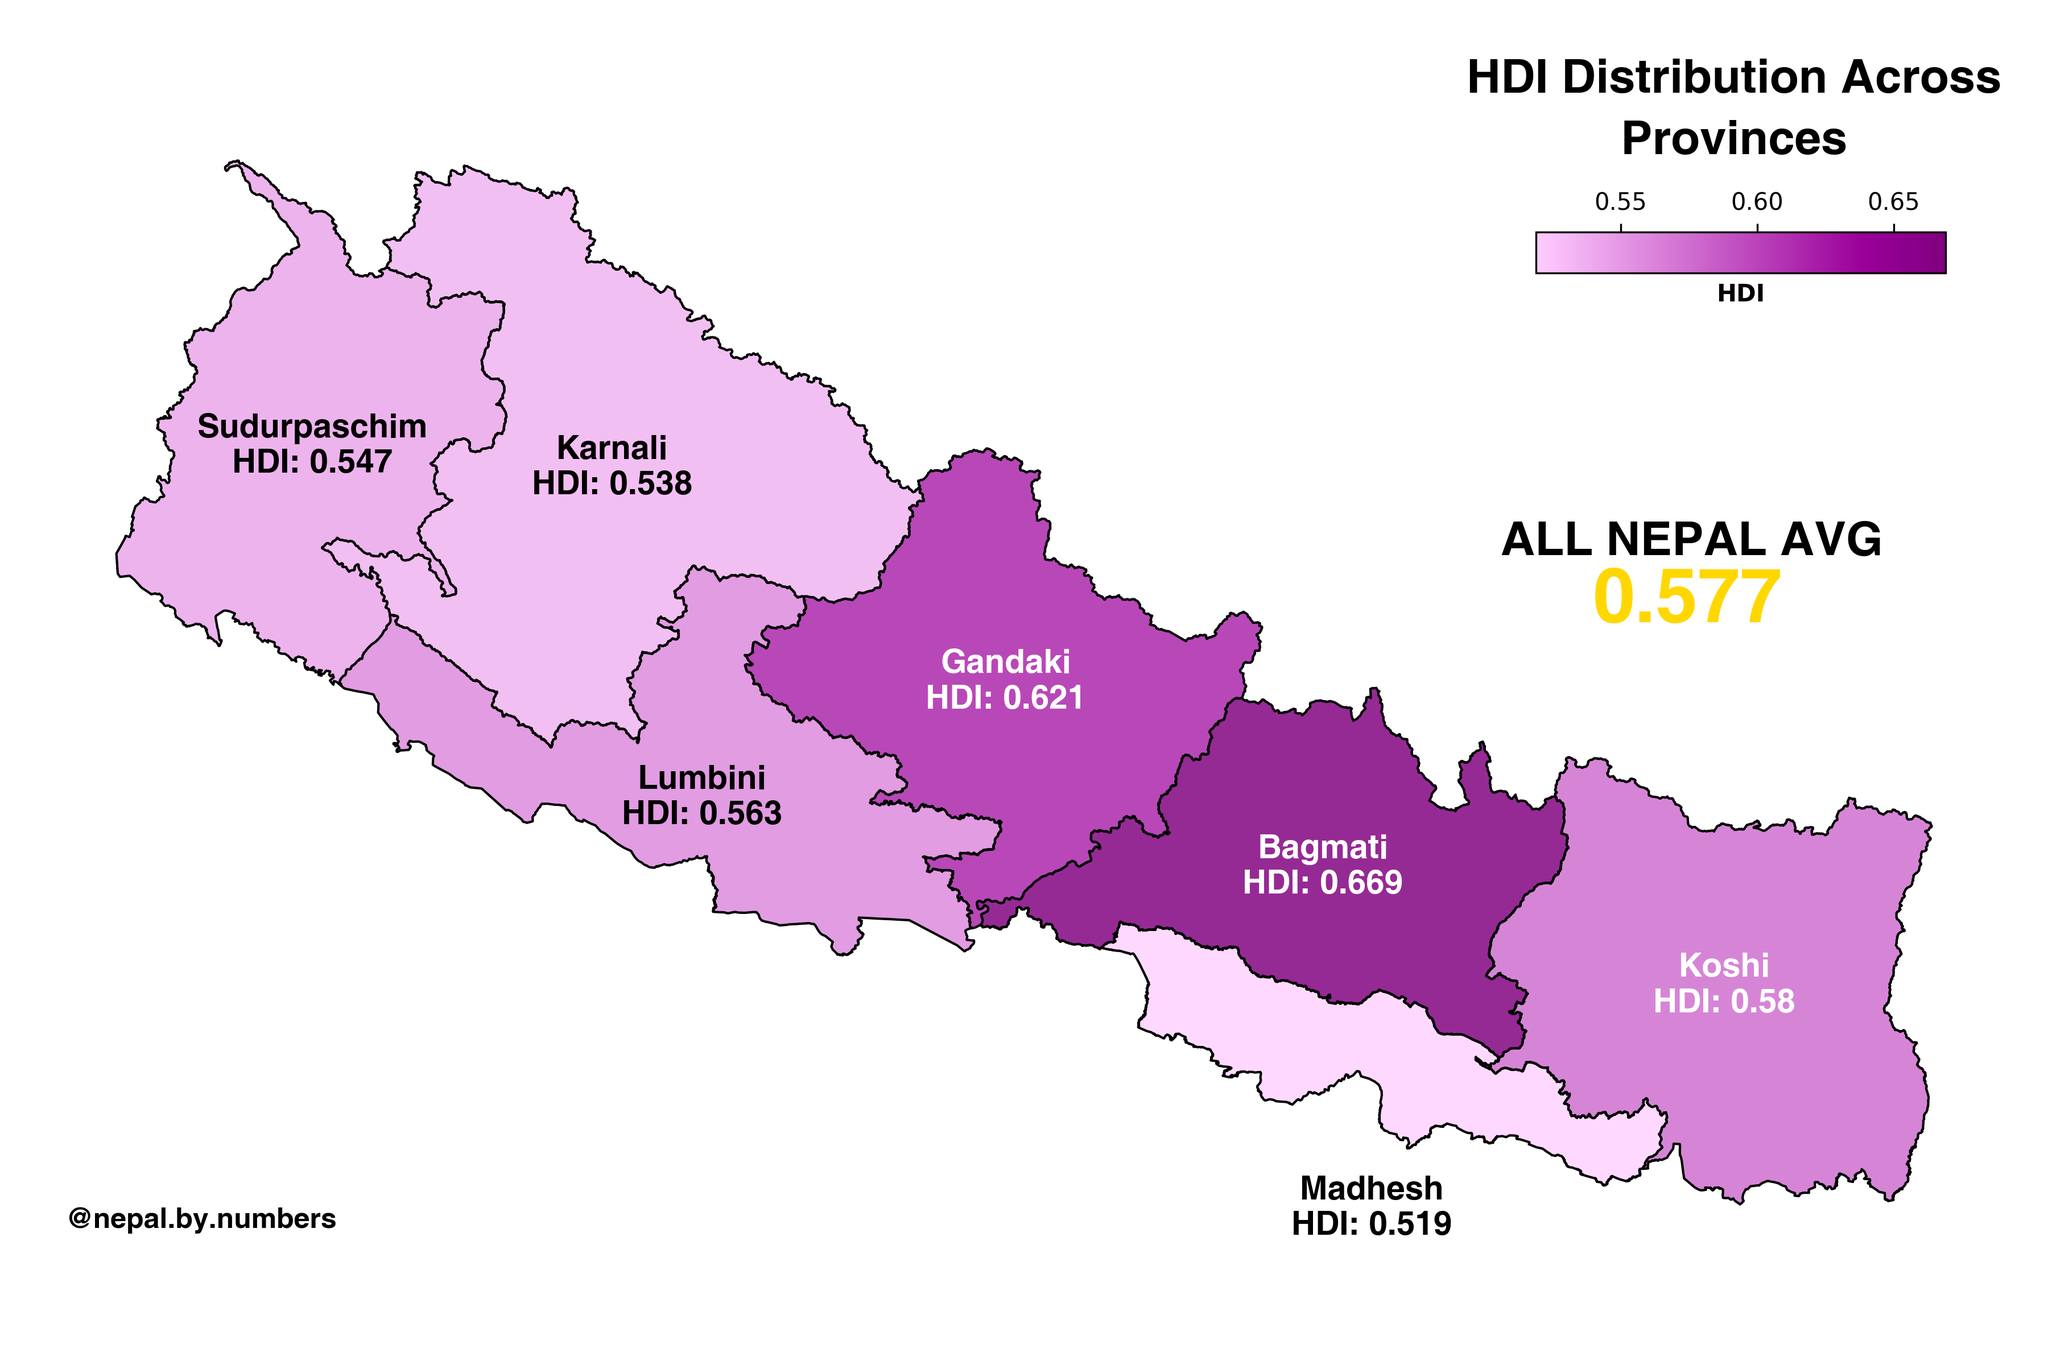 HDI Distribution Across
Provinces
0.55 0.60 0.65
HDI
Sudurpaschim
HDI: 0.547
Karnali
HDI: 0.538
ALL NEPAL AVG
0.577
Gandaki
HDI: 0.621
Lumbini
HDI: 0.563
Bagmati
HDI: 0.669
Koshi
HDI: 0.58
Madhesh
HDI: 0.519
@nepal.by.numbers